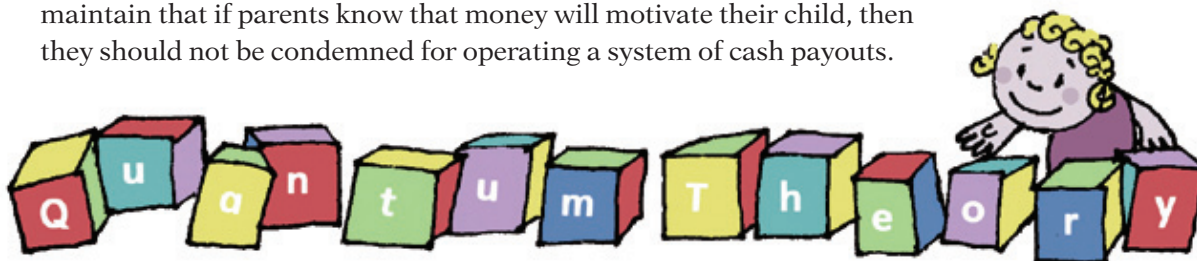 maintain that if parents know that money will motivate their child, then
they should not be condemned for operating a system of cash payouts.
Quantum Theory